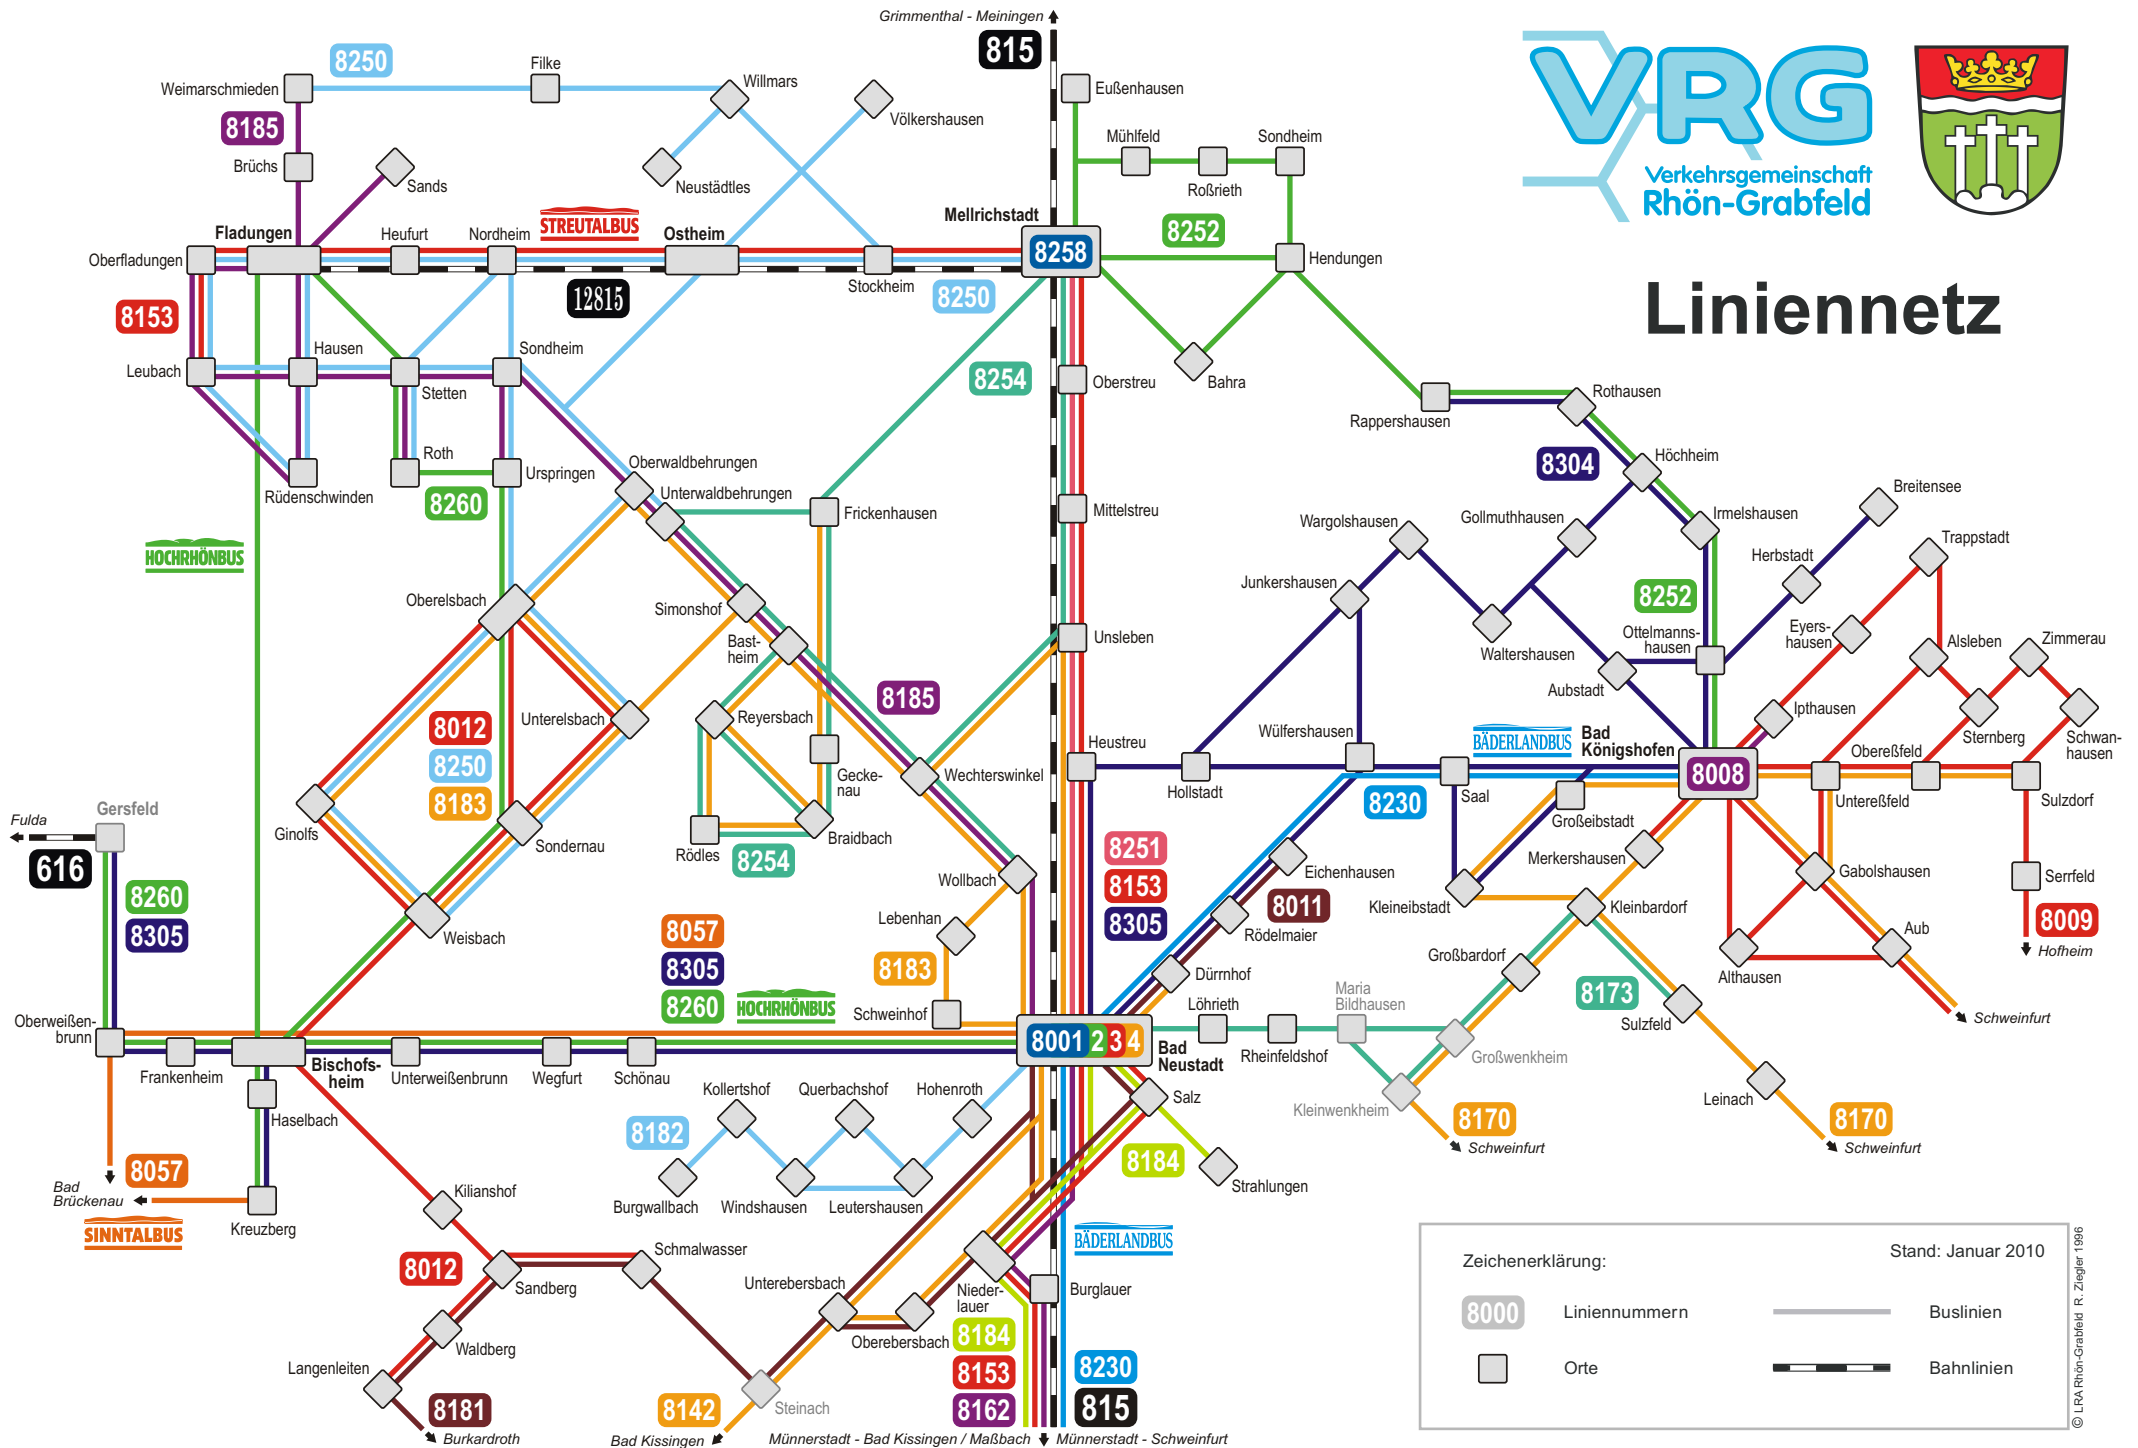 Grimmenthal - Meiningen
815
VRG
Verkehrsgemeinschaft
Rhön-Grabfeld
Liniennetz
8250
Filke
Willmars
Weimarschmieden
Völkershausen
Eußenhausen
8185
Brüchs
Sands
Neustädtles
Mühlfeld
Sondheim
Roßrieth
Fladungen
Heufurt
Nordheim
STREUTALBUS
Ostheim
Mellrichstadt
8258
8252
Oberfladungen
Stockheim
Hendungen
8153
12815
8250
Leubach
Hausen
Stetten
Sondheim
8254
Oberstreu
Bahra
Rappershausen
Rothausen
Roth
Urspringen
8260
Rüdenschwinden
Oberwaldbehrungen
Unterwaldbehrungen
Frickenhausen
Mittelstreu
8304
Höchheim
Wargolshausen
Gollmuthhausen
Irmelshausen
Breitensee
Herbstadt
Trappstadt
HOCHRHÖNBUS
Oberelsbach
Simonshof
Bast-
heim
Unsleben
Junkershausen
8252
Waltershausen
Ottelmanns-
hausen
Eyers-
hausen
Alsleben
Zimmerau
Aubstadt
8012
8250
8183
Unterelsbach
Reyersbach
8185
Wülfershausen
BÄDERLANDBUS
Bad
Königshofen
8008
Ipthausen
Obereßfeld
Sternberg
Schwan-
hausen
Gecke-
nau
Wechterswinkel
Heustreu
Hollstadt
8230
Saal
Großeibstadt
Untereßfeld
Sulzdorf
Gersfeld
Fulda
616
Ginolfs
Sondernau
Rödles
8254
Braidbach
8251
8153
8305
Eichenhausen
8011
Rödelmaier
Merkershausen
Kleineibstadt
Kleinbardorf
Gabolshausen
Serrfeld
8009
Hofheim
8260
8305
Weisbach
8057
8305
8260
HOCHRHÖNBUS
Wollbach
Lebenhan
8183
Schweinhof
Dürrnhof
Löhrieth
Maria
Bildhausen
Großbardorf
8173
Sulzfeld
Althausen
Aub
Schweinfurt
Oberweißen-
brunn
Frankenheim
Bischofs-
heim
Unterweißenbrunn
Wegfurt
Schönau
8001 2 3 4
Bad
Neustadt
Rheinfeldshof
Großwenkheim
Kleinwenkheim
Leinach
Haselbach
Kollertshof
Querbachshof
Hohenroth
8182
Salz
8184
Strahlungen
8170
Schweinfurt
8170
Schweinfurt
8057
Bad
Brückenau
SINNTALBUS
Kreuzberg
Burgwallbach
Windshausen
Leutershausen
Kilianshof
8012
Sandberg
Schmalwasser
BÄDERLANDBUS
Unterebersbach
Nieder-
lauer
Burglauer
Oberebersbach
Waldberg
Langenleiten
8184
8153
8162
8230
815
8181
Burkardroth
8142
Bad Kissingen
Steinach
Münnerstadt - Bad Kissingen / Maßbach
Münnerstadt - Schweinfurt
Zeichenerklärung:
Stand: Januar 2010
8000
Liniennummern
Buslinien
Orte
Bahnlinien
© LRA Rhön-Grabfeld R. Ziegler 1996